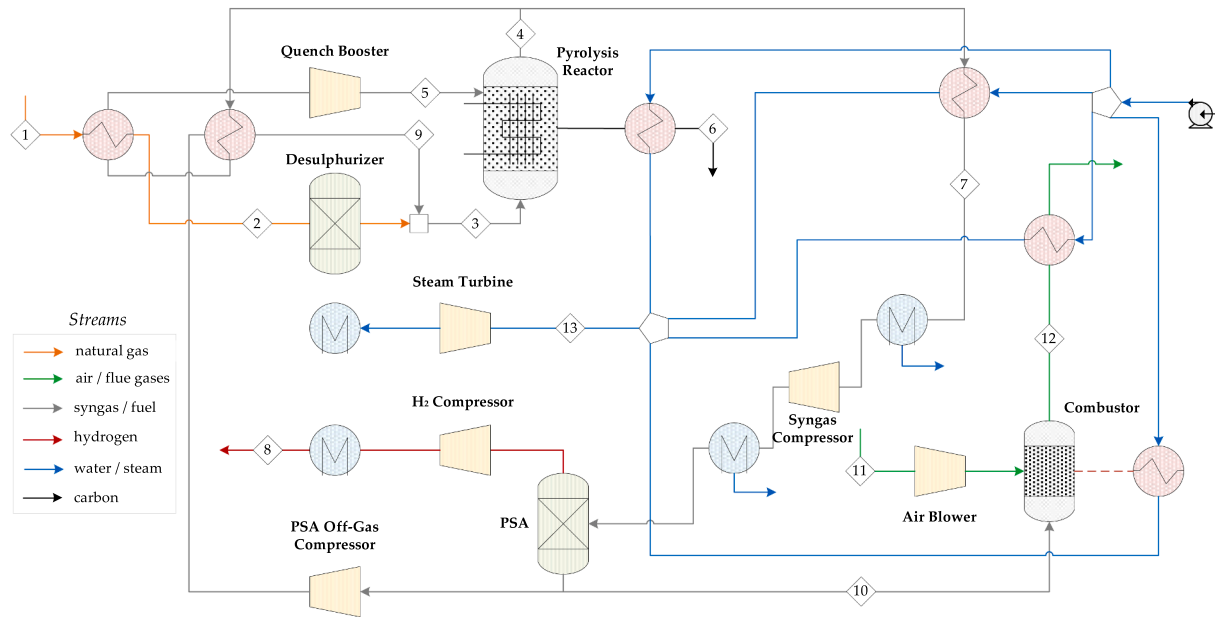 4
Quench Booster
Pyrolysis
Reactor
5
1
9
6
Desulphurizer
7
2
3
Steam Turbine
13
12
Streams
natural gas
air / flue gases
syngas / fuel
hydrogen
water / steam
carbon
H₂ Compressor
Syngas
Compressor
Combustor
8
11
Air Blower
PSA
PSA Off-Gas
Compressor
10